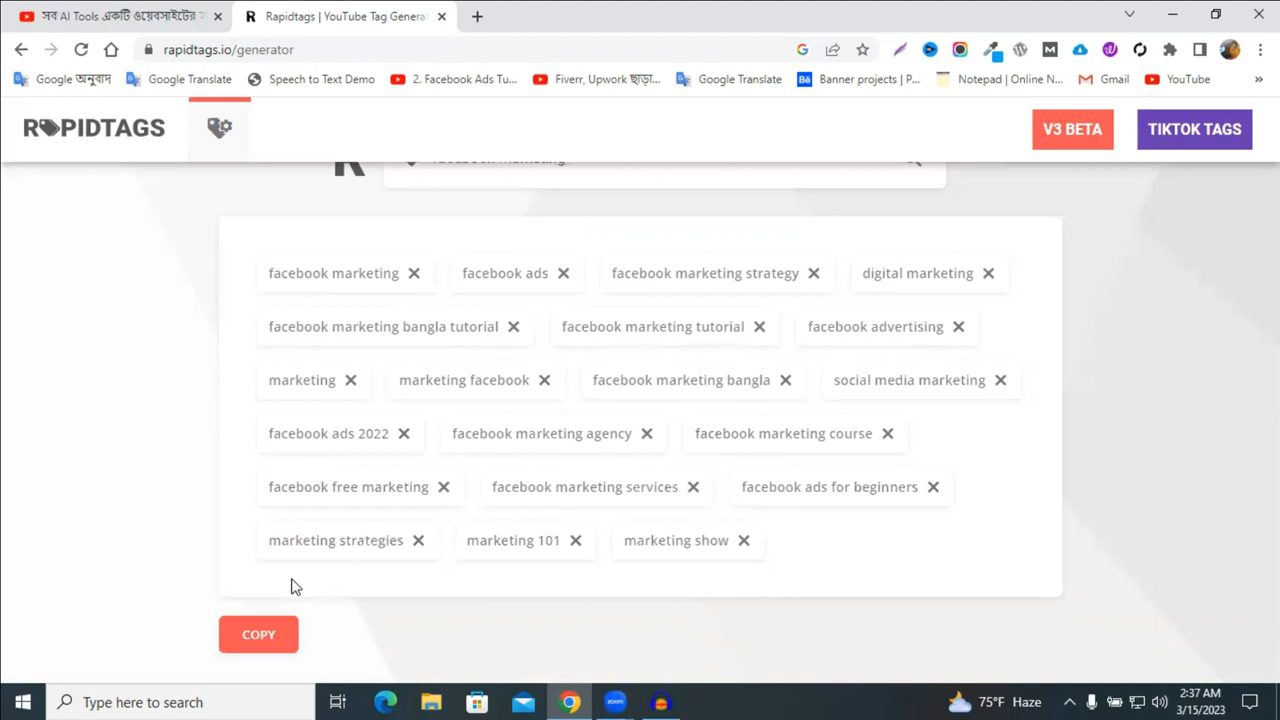 সব AI Tools একটি ওয়েবসাইটের
Rapidtags | YouTube Tag Generat
rapidtags.io/generator
Google অনুবাদ
Google Translate
Speech to Text Demo
2. Facebook Ads Tu...
Fiverr, Upwork ছাড়া...
Google Translate
Banner projects | P...
Notepad | Online N...
Gmail
YouTube
RAPIDTAGS
V3 BETA
TIKTOK TAGS
facebook marketing
facebook marketing
facebook ads
facebook marketing strategy
digital marketing
facebook marketing bangla tutorial
facebook marketing tutorial
facebook advertising
marketing
marketing facebook
facebook marketing bangla
social media marketing
facebook ads 2022
facebook marketing agency
facebook marketing course
facebook free marketing
facebook marketing services
facebook ads for beginners
marketing strategies
marketing 101
marketing show
COPY
Type here to search
zoom
75°F Haze
2:37 AM
3/15/2023